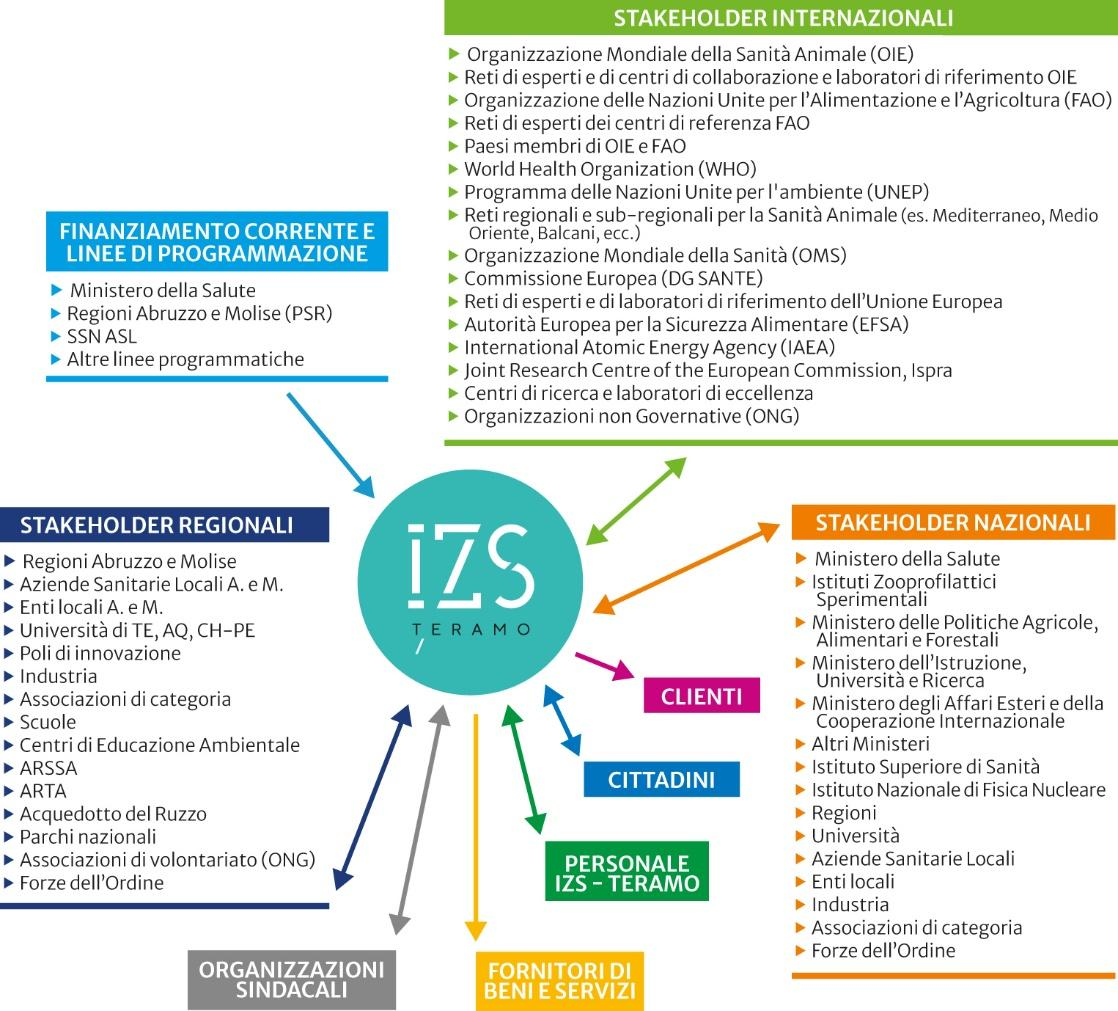 STAKEHOLDER INTERNAZIONALI
Organizzazione Mondiale della Sanità Animale (OIE)
Reti di esperti e di centri di collaborazione e laboratori di riferimento OIE
Organizzazione delle Nazioni Unite per l'Alimentazione e l'Agricoltura (FAO)
Reti di esperti dei centri di referenza FAO
Paesi membri di OIE e FAO
World Health Organization (WHO)
Programma delle Nazioni Unite per l'ambiente (UNEP)
Reti regionali e sub-regionali per la Sanità Animale (es. Mediterraneo, Medio
Oriente, Balcani, ecc.)
Organizzazione Mondiale della Sanità (OMS)
Commissione Europea (DG SANTE)
Reti di esperti e di laboratori di riferimento dell'Unione Europea
Autorità Europea per la Sicurezza Alimentare (EFSA)
International Atomic Energy Agency (IAEA)
Joint Research Centre of the European Commission, Ispra
Centri di ricerca e laboratori di eccellenza
Organizzazioni non Governative (ONG)
FINANZIAMENTO CORRENTE E
LINEE DI PROGRAMMAZIONE
Ministero della Salute
Regioni Abruzzo e Molise (PSR)
SSN ASL
Altre linee programmatiche
STAKEHOLDER REGIONALI
Regioni Abruzzo e Molise
Aziende Sanitarie Locali A. e M.
Enti locali A. e M.
Università di TE, AQ, CH-PE
Poli di innovazione
Industria
Associazioni di categoria
Scuole
Centri di Educazione Ambientale
ARSSA
ARTA
Acquedotto del Ruzzo
Parchi nazionali
Associazioni di volontariato (ONG)
Forze dell'Ordine
IZS
TERAMO
STAKEHOLDER NAZIONALI
Ministero della Salute
Istituti Zooprofilattici
Sperimentali
Ministero delle Politiche Agricole,
Alimentari e Forestali
Ministero dell'Istruzione,
Università e Ricerca
Ministero degli Affari Esteri e della
Cooperazione Internazionale
Altri Ministeri
Istituto Superiore di Sanità
Istituto Nazionale di Fisica Nucleare
Regioni
Università
Aziende Sanitarie Locali
Enti locali
Industria
Associazioni di categoria
Forze dell'Ordine
CLIENTI
CITTADINI
PERSONALE
IZS – TERAMO
ORGANIZZAZIONI
SINDACALI
FORNITORI DI
BENI E SERVIZI